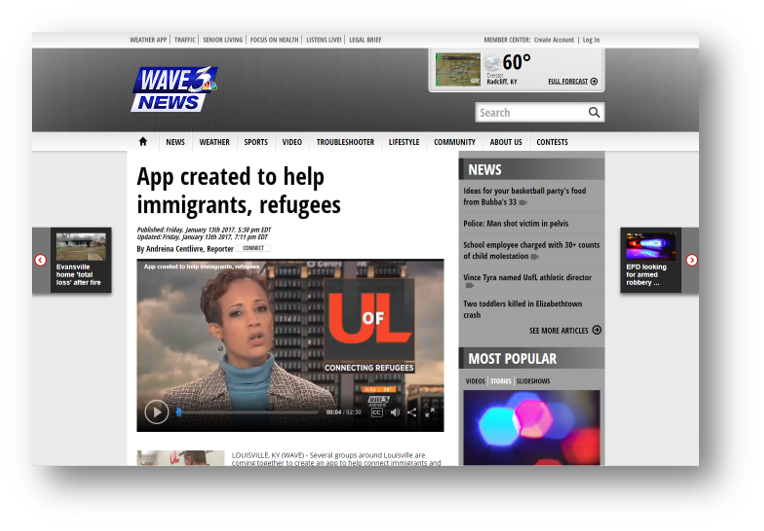 WEATHER APP | TRAFFIC | SENIOR LIVING | FOCUS ON HEALTH | LISTENS LIVE! | LEGAL BRIEF
MEMBER CENTER: Create Account | Log In
WAVE 3
NEWS
60°
Overcast
Radcliff, KY
FULL FORECAST
Search
NEWS WEATHER SPORTS VIDEO TROUBLESHOOTER LIFESTYLE COMMUNITY ABOUT US CONTESTS
App created to help
immigrants, refugees
Published: Friday, January 13th 2017, 5:30 pm EDT
Updated: Friday, January 13th 2017, 7:11 pm EDT
By Andreina Centlivre, Reporter CONNECT
App created to help immigrants, refugees
U OF L
CONNECTING REFUGEES
WAVE 3
00:04 / 02:30
CC
LOUISVILLE, KY (WAVE) - Several groups around Louisville are
coming together to create an app to help connect immigrants and
NEWS
Ideas for your basketball party's food
from Bubba's 33
Police: Man shot victim in pelvis
School employee charged with 30+ counts
of child molestation
Vince Tyra named UofL athletic director
Two toddlers killed in Elizabethtown
crash
SEE MORE ARTICLES
MOST POPULAR
VIDEOS | STORIES | SLIDESHOWS
Evansville
home 'total
loss' after fire
EPD looking
for armed
robbery ...